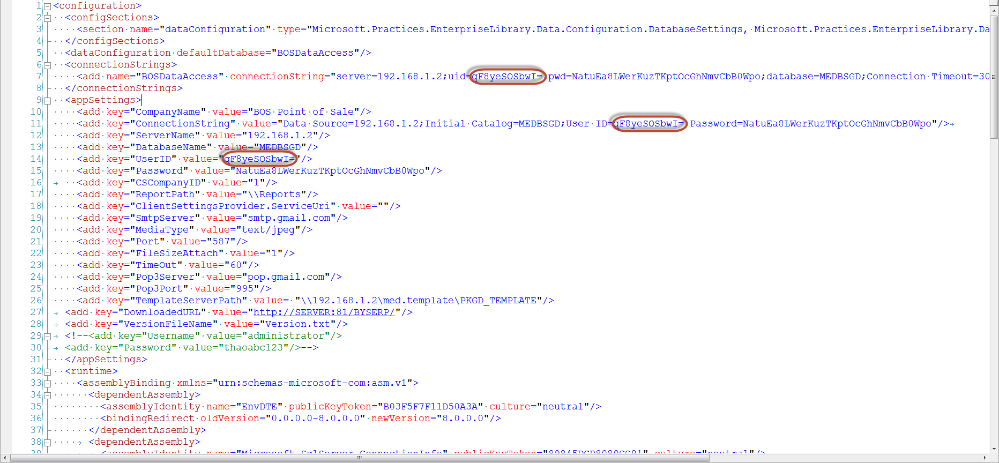 1 <configuration>
2 <configSections>
3 <section name="dataConfiguration" type="Microsoft.Practices.EnterpriseLibrary.Data.Configuration.DatabaseSettings, Microsoft.Practices.EnterpriseLibrary.Da
4 </configSections>
5 <dataConfiguration defaultDatabase="BOSDataAccess"/>
6 <connectionStrings>
7 <add name="BOSDataAccess" connectionString="server=192.168.1.2;uid=qF8yeSOSbwI= pwd=NatuEa8LWerKuzTKptOcGhNmvCbB0Wpo;database=MEDBSGD;Connection Timeout=30
8 </connectionStrings>
9 <appSettings>
10 <add key="CompanyName" value="BOS Point of Sale"/>
11 <add key="ConnectionString" value="Data Source=192.168.1.2;Initial Catalog=MEDBSGD;User ID=qF8yeSOSbwI= Password=NatuEa8LWerKuzTKptOcGhNmvCbB0Wpo"/>
12 <add key="ServerName" value="192.168.1.2"/>
13 <add key="DatabaseName" value="MEDBSGD"/>
14 <add key="UserID" value="qF8yeSOSbwI="/>
15 <add key="Password" value="NatuEa8LWerKuzTKptOcGhNmvCbB0Wpo"/>
16 <add key="CSCompanyID" value="1"/>
17 <add key="ReportPath" value="\\Reports"/>
18 <add key="ClientSettingsProvider.ServiceUri" value=""/>
19 <add key="SmtpServer" value="smtp.gmail.com"/>
20 <add key="MediaType" value="text/jpeg"/>
21 <add key="Port" value="587"/>
22 <add key="FileSizeAttach" value="1"/>
23 <add key="TimeOut" value="60"/>
24 <add key="Pop3Server" value="pop.gmail.com"/>
25 <add key="Pop3Port" value="995"/>
26 <add key="TemplateServerPath" value= "\\192.168.1.2\med.template\PKGD_TEMPLATE"/>
27 <add key="DownloadedURL" value="http://SERVER:81/BYSERP/"/>
28 <add key="VersionFileName" value="Version.txt"/>
29 <!--<add key="Username" value="administrator"/>
30 <add key="Password" value="thaoabc123"/>-->
31 </appSettings>
32 <runtime>
33 <assemblyBinding xmlns="urn:schemas-microsoft-com:asm.v1">
34 <dependentAssembly>
35 <assemblyIdentity name="EnvDTE" publicKeyToken="B03F5F7F11D50A3A" culture="neutral"/>
36 <bindingRedirect oldVersion="0.0.0.0-8.0.0.0" newVersion="8.0.0.0"/>
37 </dependentAssembly>
38 <dependentAssembly>
39 <assemblyIdentity name="Microsoft.SqlServer.ConnectionInfo" publicKeyToken="89845DCD8080CC91" culture="neutral"/>